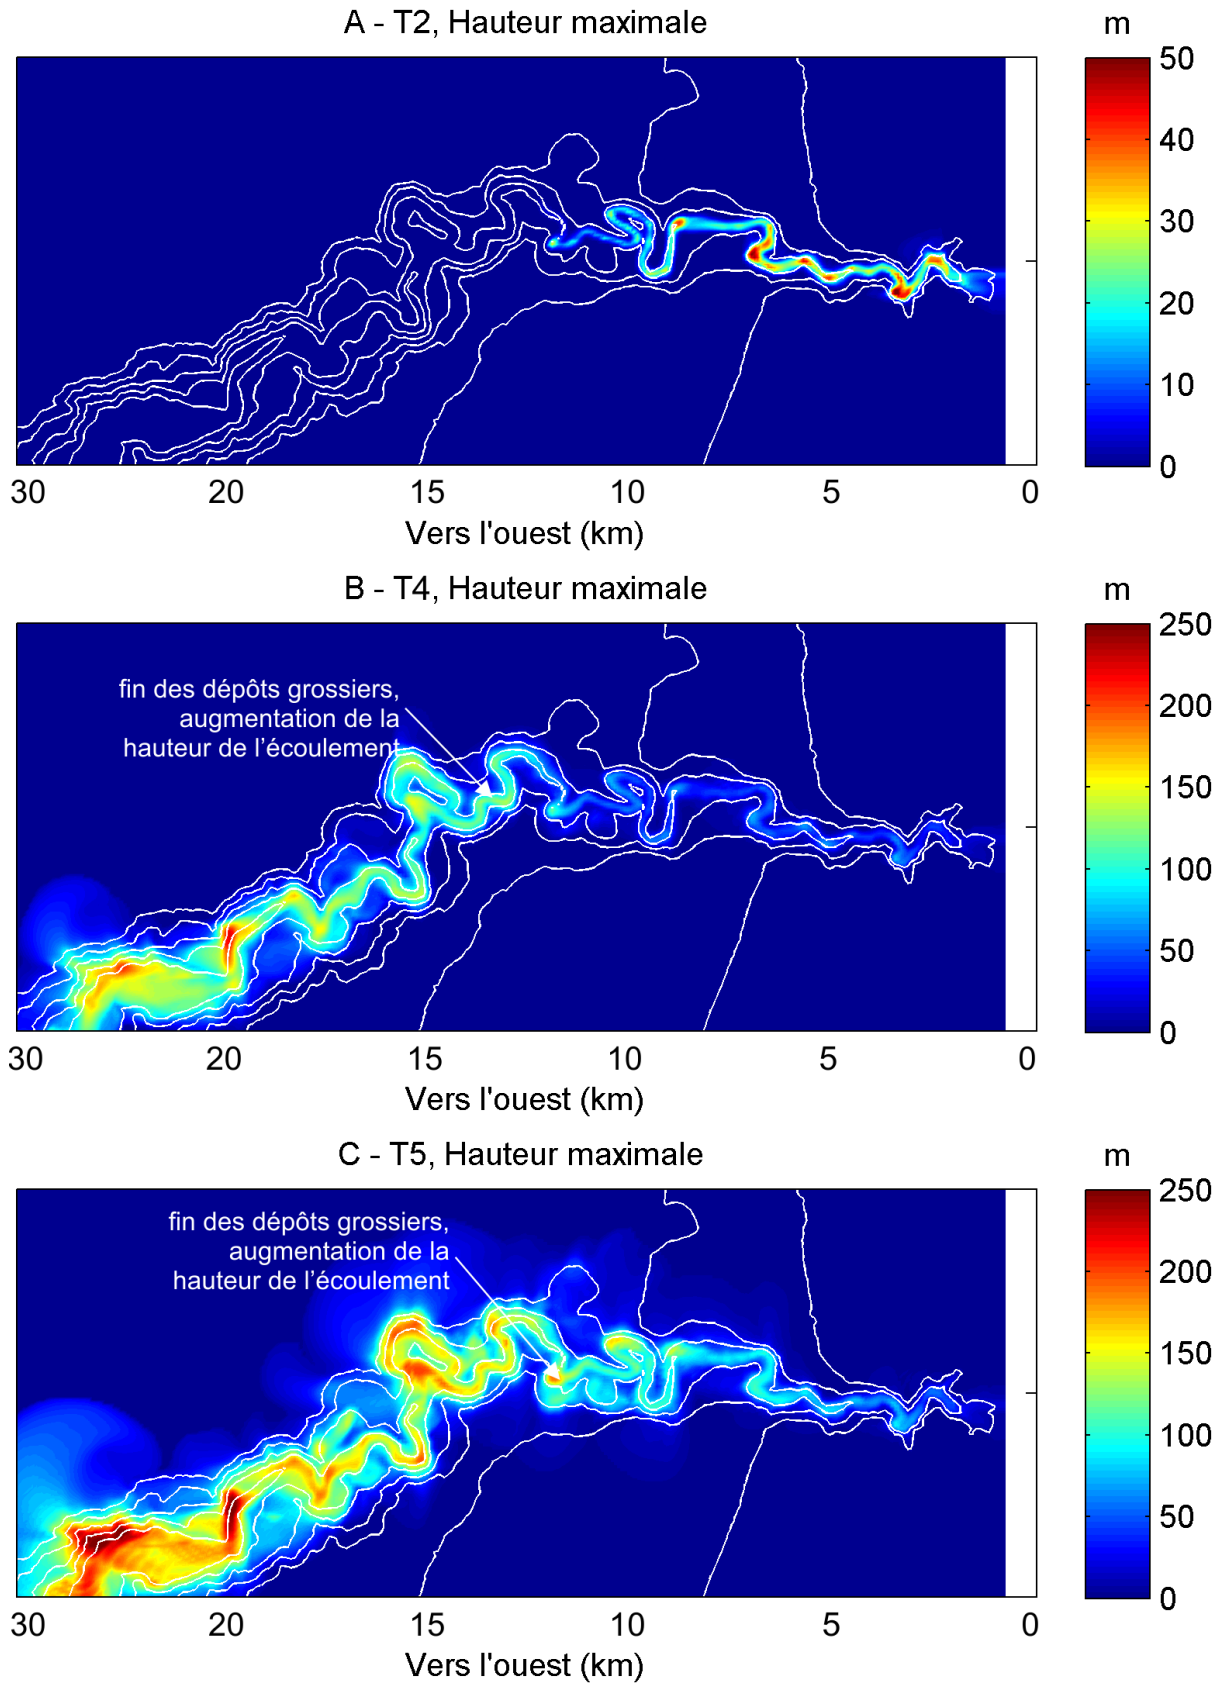 A - T2, Hauteur maximale
m
50
40
30
20
10
0
30 20 15 10 5 0
Vers l'ouest (km)
B - T4, Hauteur maximale
m
fin des dépôts grossiers,
augmentation de la
hauteur de l'écoulement
250
200
150
100
50
0
30 20 15 10 5 0
Vers l'ouest (km)
C - T5, Hauteur maximale
m
fin des dépôts grossiers,
augmentation de la
hauteur de l'écoulement
250
200
150
100
50
0
30 20 15 10 5 0
Vers l'ouest (km)